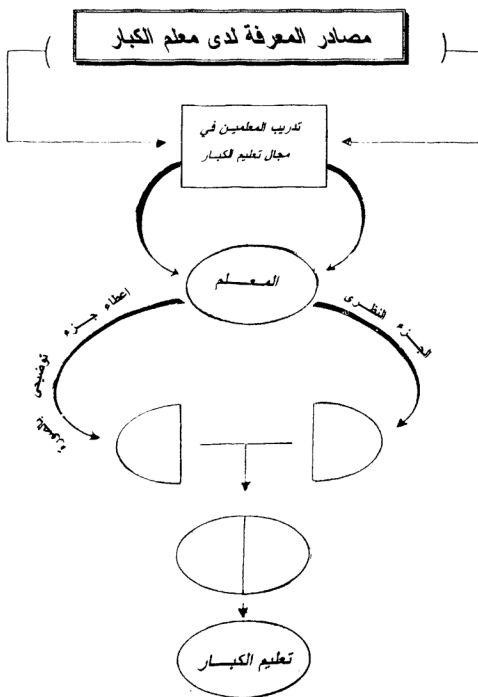 مصادر المعرفة لدى معلم الكبار
تدريب المعلمين في
مجال تعليم الكبار
المعلم
الجزء النظرى
اعطاء جزء توضيحى بالصورة
تعليم الكبار